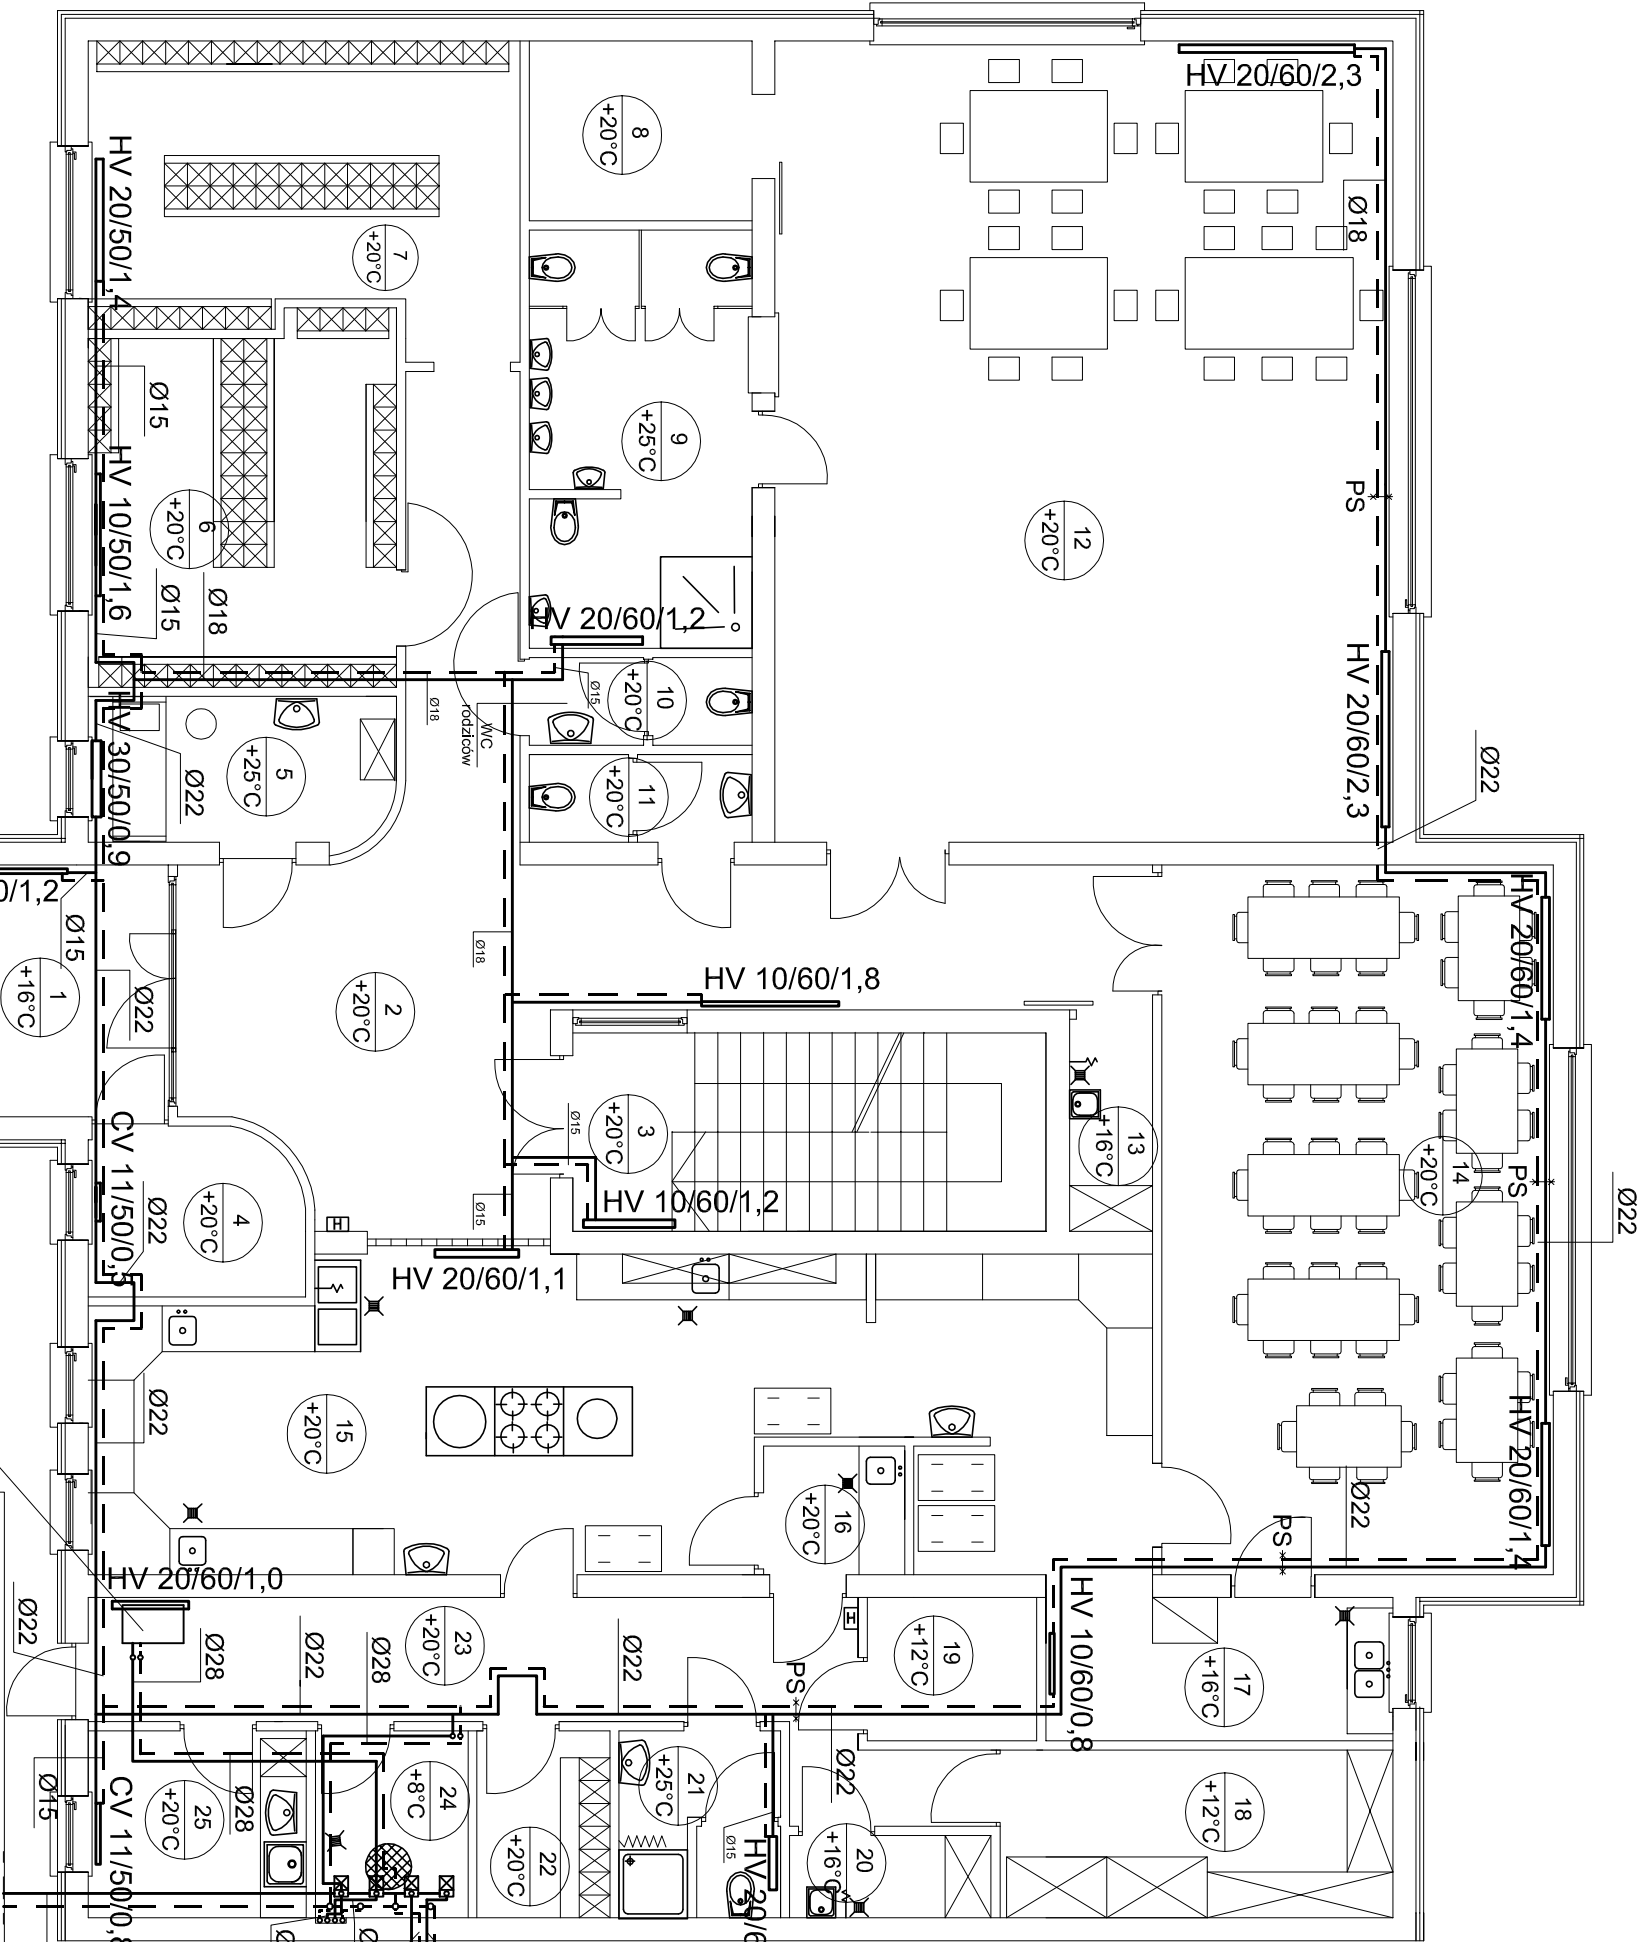 HV 20/60/2,3
8
+20°C
HV 20/50/1,4
7
+20°C
Ø18
Ø15
9
+25°C
PS
HV 10/50/1,6
6
+20°C
12
+20°C
Ø15
Ø18
HV 20/60/1,2
HV 20/60/2,3
10
+20°C
Ø15
Ø18
WC
rodziców
HV 30/50/0,9
5
+25°C
Ø22
11
+20°C
Ø22
0/1,2
Ø15
Ø18
HV 20/60/1,4
1
+16°C
Ø22
2
+20°C
HV 10/60/1,8
3
+20°C
Ø15
13
+16°C
14
+20°C
PS
Ø22
CV 11/50/0,
Ø22
4
+20°C
H
Ø15
HV 10/60/1,2
HV 20/60/1,1
Ø22
15
+20°C
16
+20°C
HV 20/60/1,4
Ø22
PS
HV 20/60/1,0
Ø22
Ø28
Ø22
Ø28
23
+20°C
Ø22
H
PS
19
+12°C
HV 10/60/0,8
17
+16°C
Ø15
CV 11/50/0,8
25
+20°C
Ø28
24
+8°C
22
+20°C
21
+25°C
Ø15
HV 20/6
Ø22
20
+16°C
18
+12°C
Ø
Ø